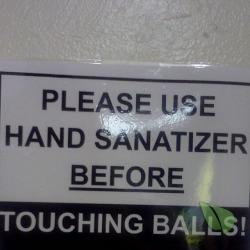 PLEASE USE
HAND SANATIZER
BEFORE
TOUCHING BALLS!